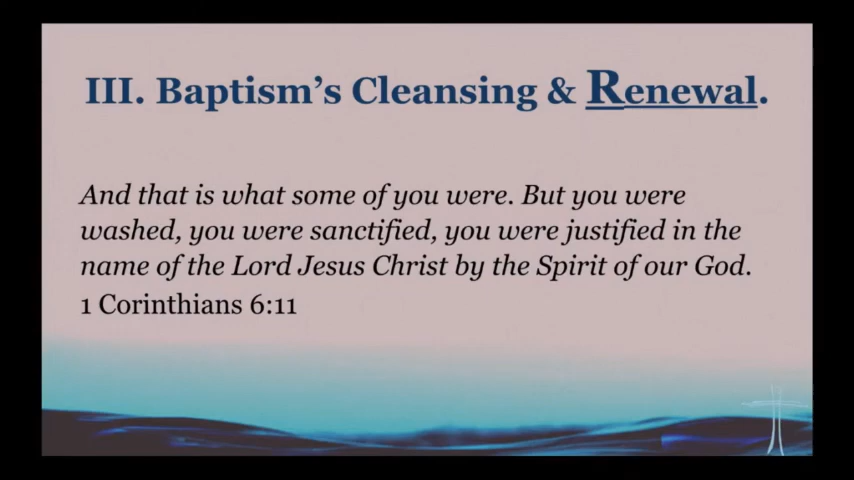 III. Baptism’s Cleansing & Renewal.
And that is what some of you were. But you were
washed, you were sanctified, you were justified in the
name of the Lord Jesus Christ by the Spirit of our God.
1 Corinthians 6:11